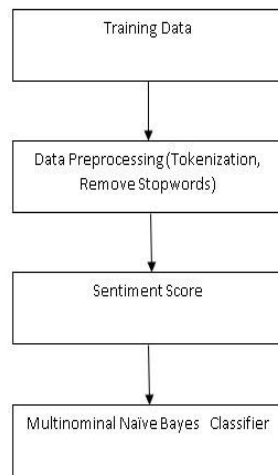 Training Data
Data Preprocessing(Tokenization,
Remove Stopwords)
Sentiment Score
Multinominal Naïve Bayes Classifier